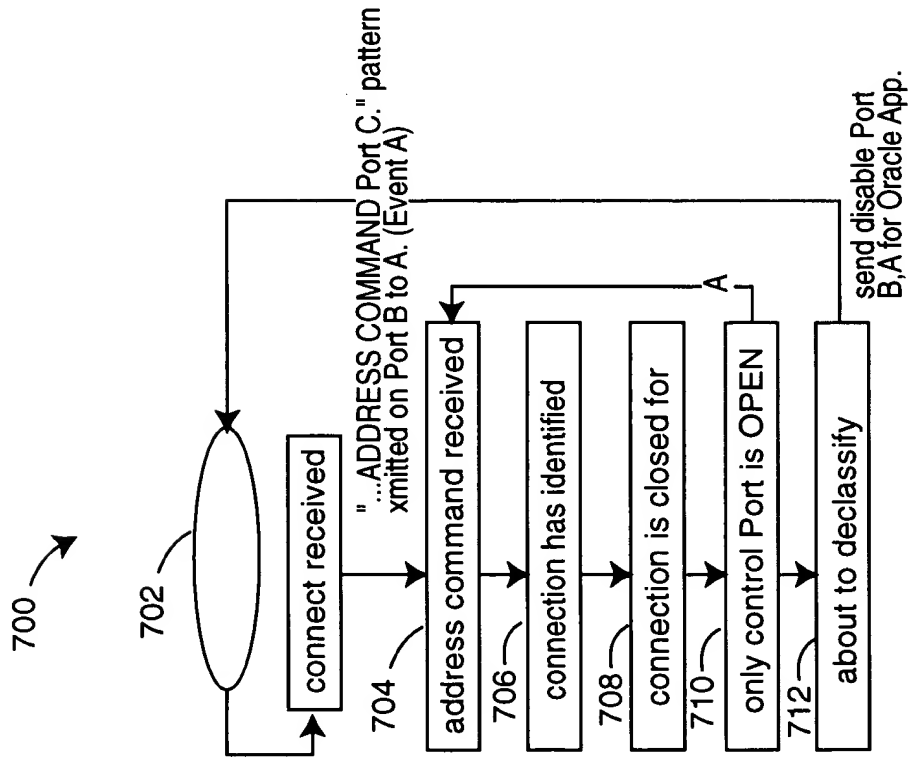 700
702
connect received
"...ADDRESS COMMAND Port C." pattern
xmitted on Port B to A. (Event A)
704
address command received
706
connection has identified
708
connection is closed for
A
710
only control Port is OPEN
712
about to declassify
send disable Port
B,A for Oracle App.